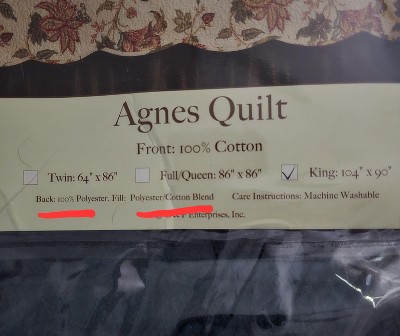 Agnes Quilt
Front: 100% Cotton
Twin: 64" x 86" Full/Queen: 86" x 86" King: 104" x 90"
Back: 100% Polyester, Fill: Polyester/Cotton Blend Care Instructions: Machine Washable
Enterprises, Inc.